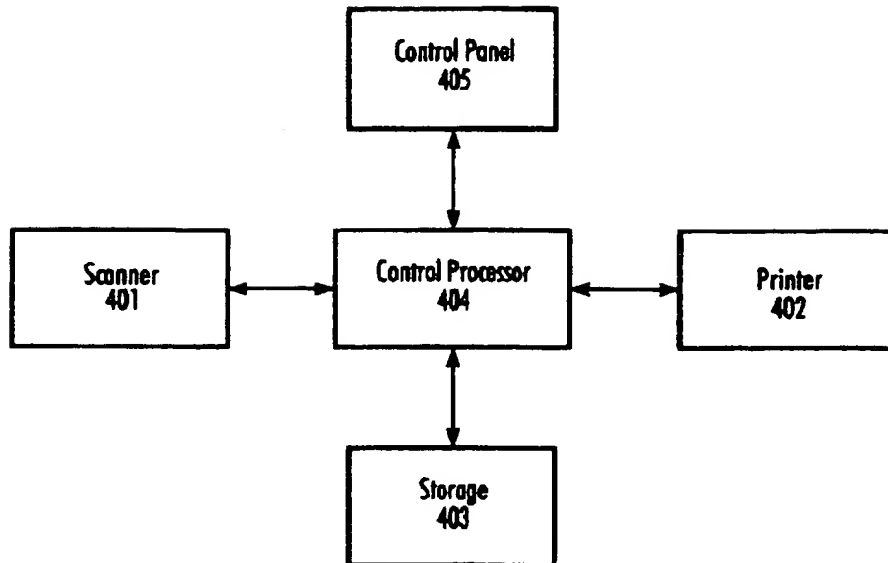 Control Panel
405
Scanner
401
Control Processor
404
Printer
402
Storage
403